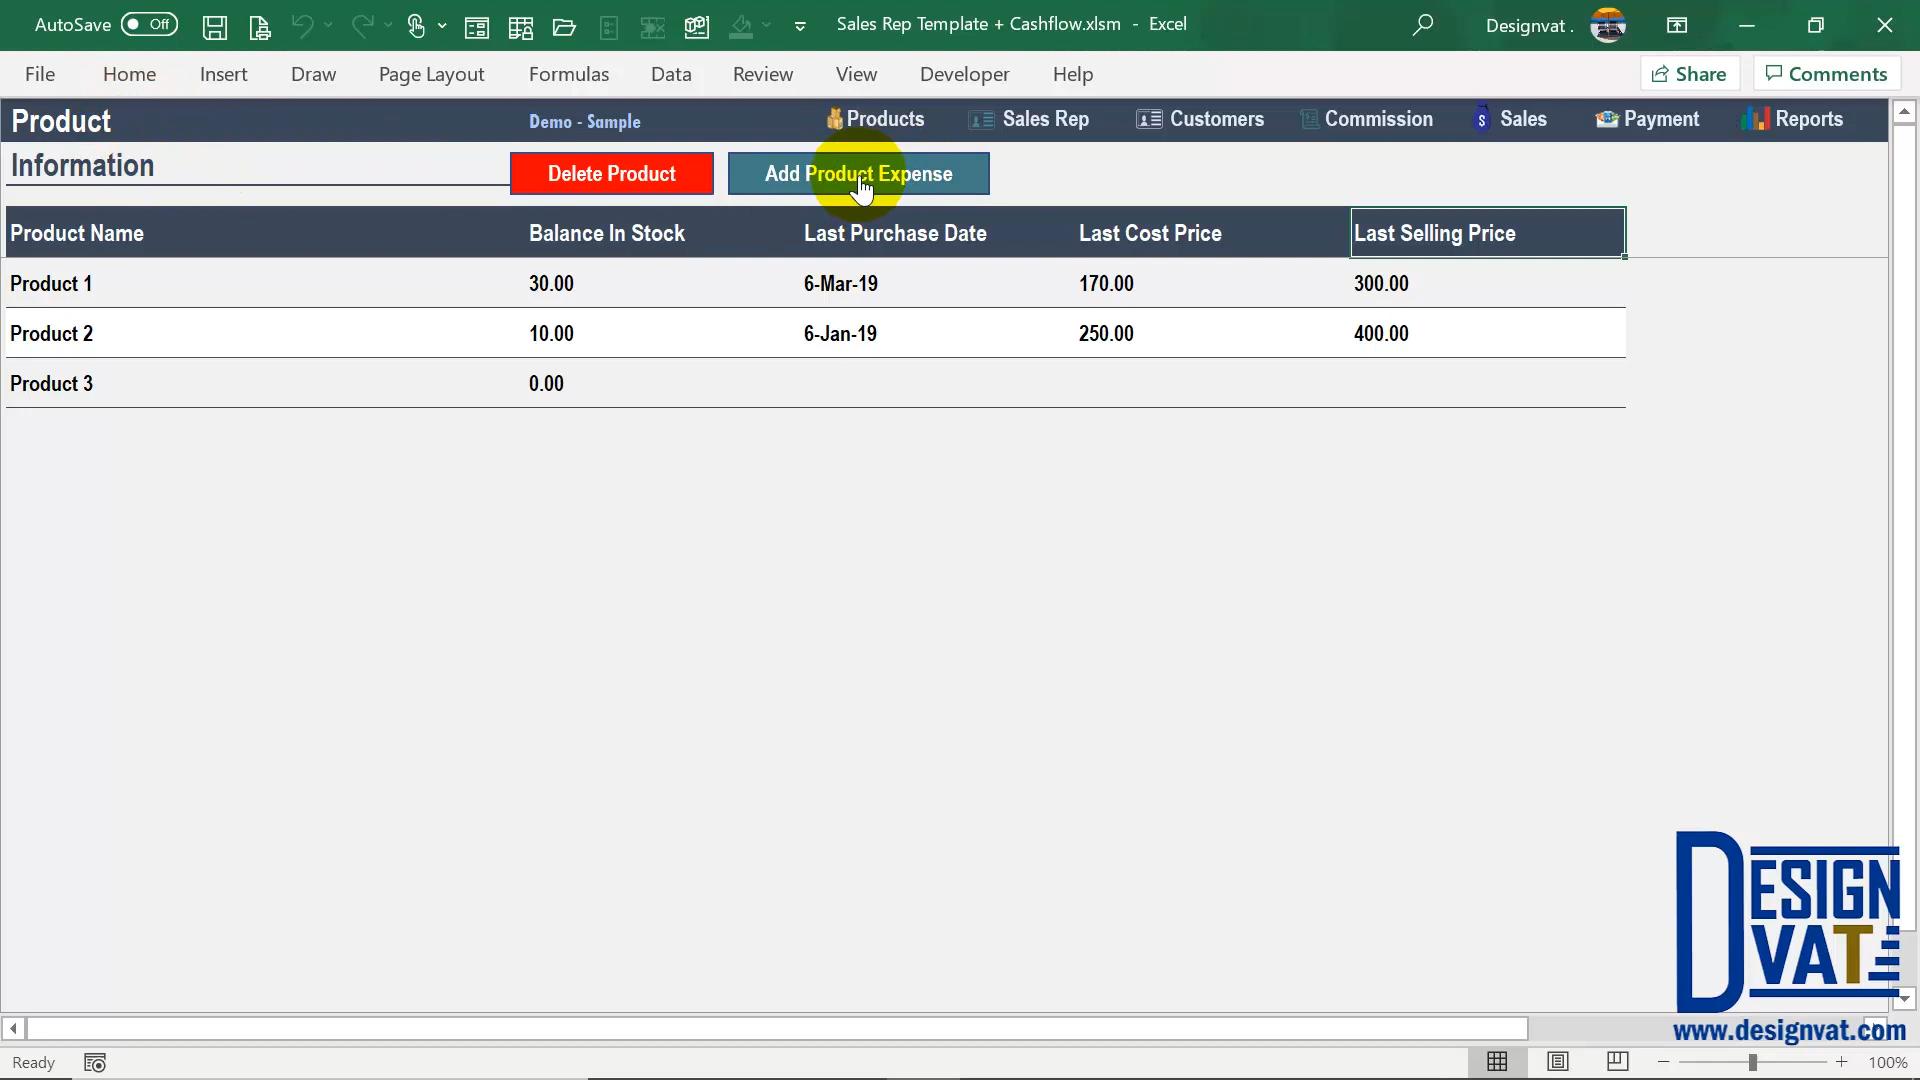 AutoSave Off Sales Rep Template + Cashflow.xlsm - Excel Designvat .
File Home Insert Draw Page Layout Formulas Data Review View Developer Help Share Comments
Product Demo - Sample Products Sales Rep Customers Commission $ Sales Payment Reports
Information Delete Product Add Product Expense
Product Name Balance In Stock Last Purchase Date Last Cost Price Last Selling Price
Product 1 30.00 6-Mar-19 170.00 300.00
Product 2 10.00 6-Jan-19 250.00 400.00
Product 3 0.00
DESIGN
VAT
www.designvat.com
Ready 100%